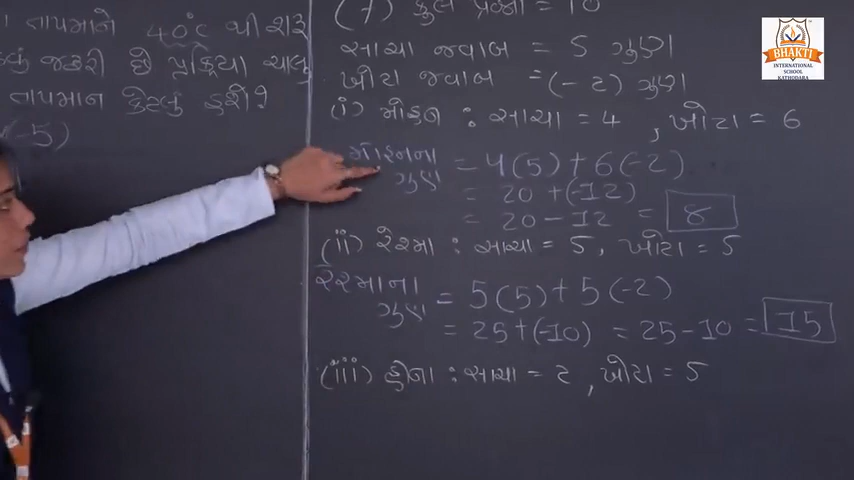 તાપમાને 40°C થી શરૂ
જરૂરી છે પ્રક્રિયા ચાલુ
તાપમાન કેટલું હશે?
(-5)
(7) કુલ પ્રશ્નો = 10
સાચા જવાબ = 5 ગુણ
ખોટા જવાબ = (-2) ગુણ
(i) મોહન : સાચા = 4 , ખોટા = 6
મોહનના ગુણ = 4(5) + 6(-2)
= 20 + (-12)
= 20 - 12 = 8
(ii) રેશ્મા : સાચા = 5, ખોટા = 5
રેશ્માના ગુણ = 5(5) + 5(-2)
= 25 + (-10) = 25 - 10 = 15
(iii) હીના : સાચા = 2 , ખોટા = 5
BHAKTI
INTERNATIONAL
SCHOOL
KATHODARA